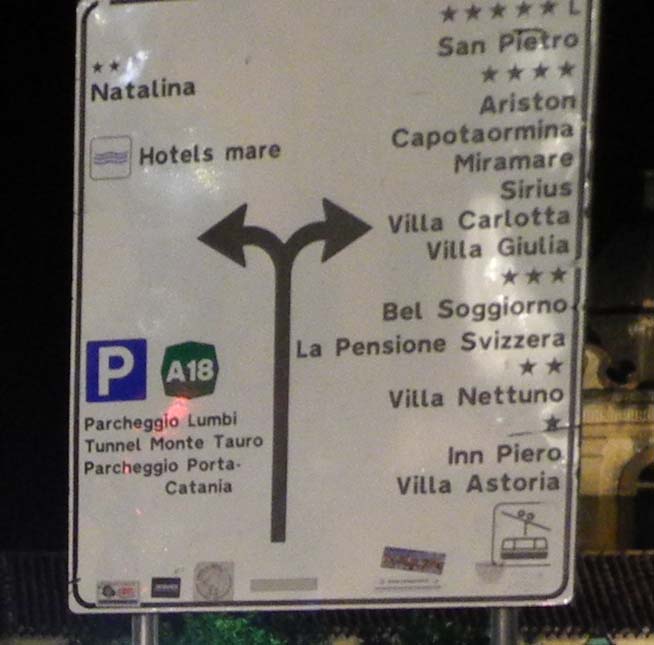 ★★
Natalina
Hotels mare
P
A18
Parcheggio Lumbi
Tunnel Monte Tauro
Parcheggio Porta-
Catania
★★★★★ L
San Pietro
★★★★
Ariston
Capotaormina
Miramare
Sirius
Villa Carlotta
Villa Giulia
★★★
Bel Soggiorno
La Pensione Svizzera
★★
Villa Nettuno
★
Inn Piero
Villa Astoria